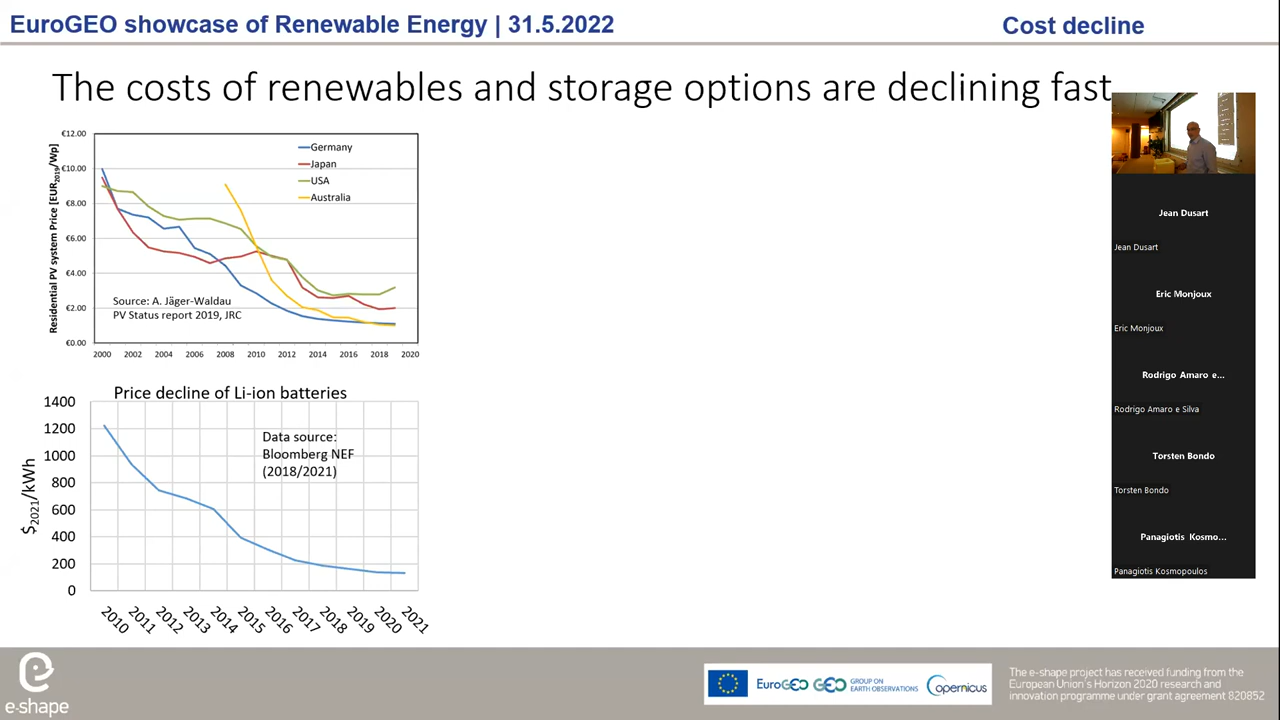 EuroGEO showcase of Renewable Energy | 31.5.2022
Cost decline
The costs of renewables and storage options are declining fast
Residential PV system Price [EUR2019/Wp]
€12.00
€10.00
€8.00
€6.00
€4.00
€2.00
€0.00
Germany
Japan
USA
Australia
Source: A. Jäger-Waldau
PV Status report 2019, JRC
2000 2002 2004 2006 2008 2010 2012 2014 2016 2018 2020
Price decline of Li-ion batteries
$2021/kWh
1400
1200
1000
800
600
400
200
0
Data source:
Bloomberg NEF
(2018/2021)
2010 2011 2012 2013 2014 2015 2016 2017 2018 2019 2020 2021
Jean Dusart
Jean Dusart
Eric Monjoux
Eric Monjoux
Rodrigo Amaro e...
Rodrigo Amaro e Silva
Torsten Bondo
Torsten Bondo
Panagiotis Kosmo...
Panagiotis Kosmopoulos
e-shape
EuroGEO
GEO GROUP ON
EARTH OBSERVATIONS
opernicus
The e-shape project has received funding from the
European Union's Horizon 2020 research and
innovation programme under grant agreement 820852